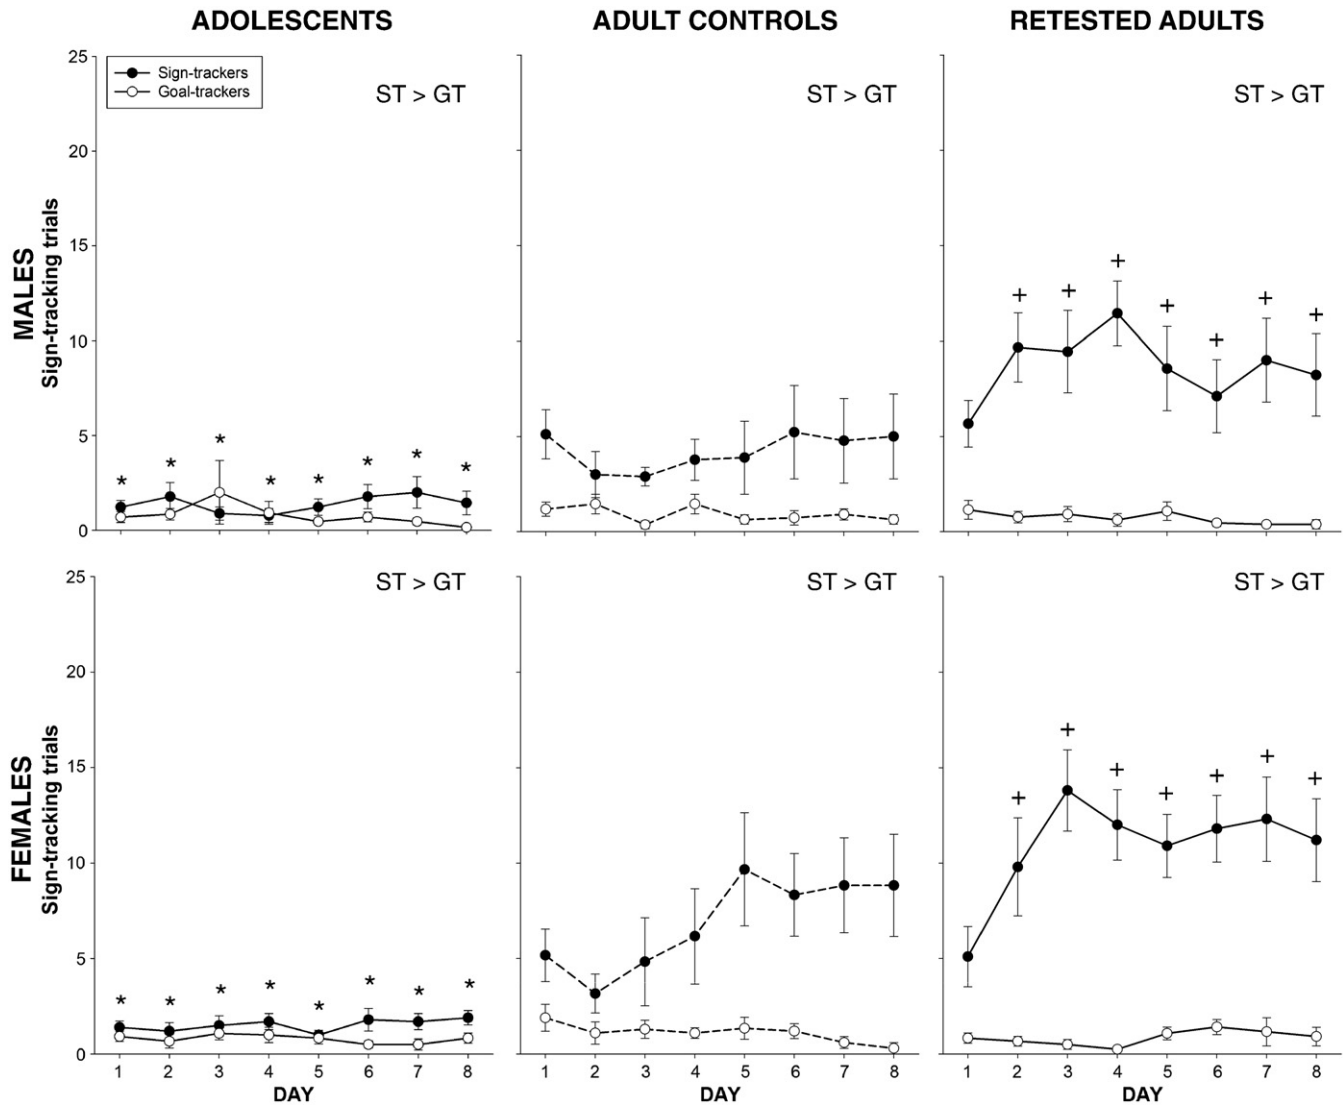 ADOLESCENTS
ADULT CONTROLS
RETESTED ADULTS
25
20
15
10
5
0
Sign-trackers
Goal-trackers
ST > GT
ST > GT
ST > GT
MALES
Sign-tracking trials
* * * * * * * *
+ + + + + + +
25
20
15
10
5
0
ST > GT
ST > GT
ST > GT
FEMALES
Sign-tracking trials
* * * * * * * *
+ + + + + + +
1 2 3 4 5 6 7 8
1 2 3 4 5 6 7 8
1 2 3 4 5 6 7 8
DAY
DAY
DAY